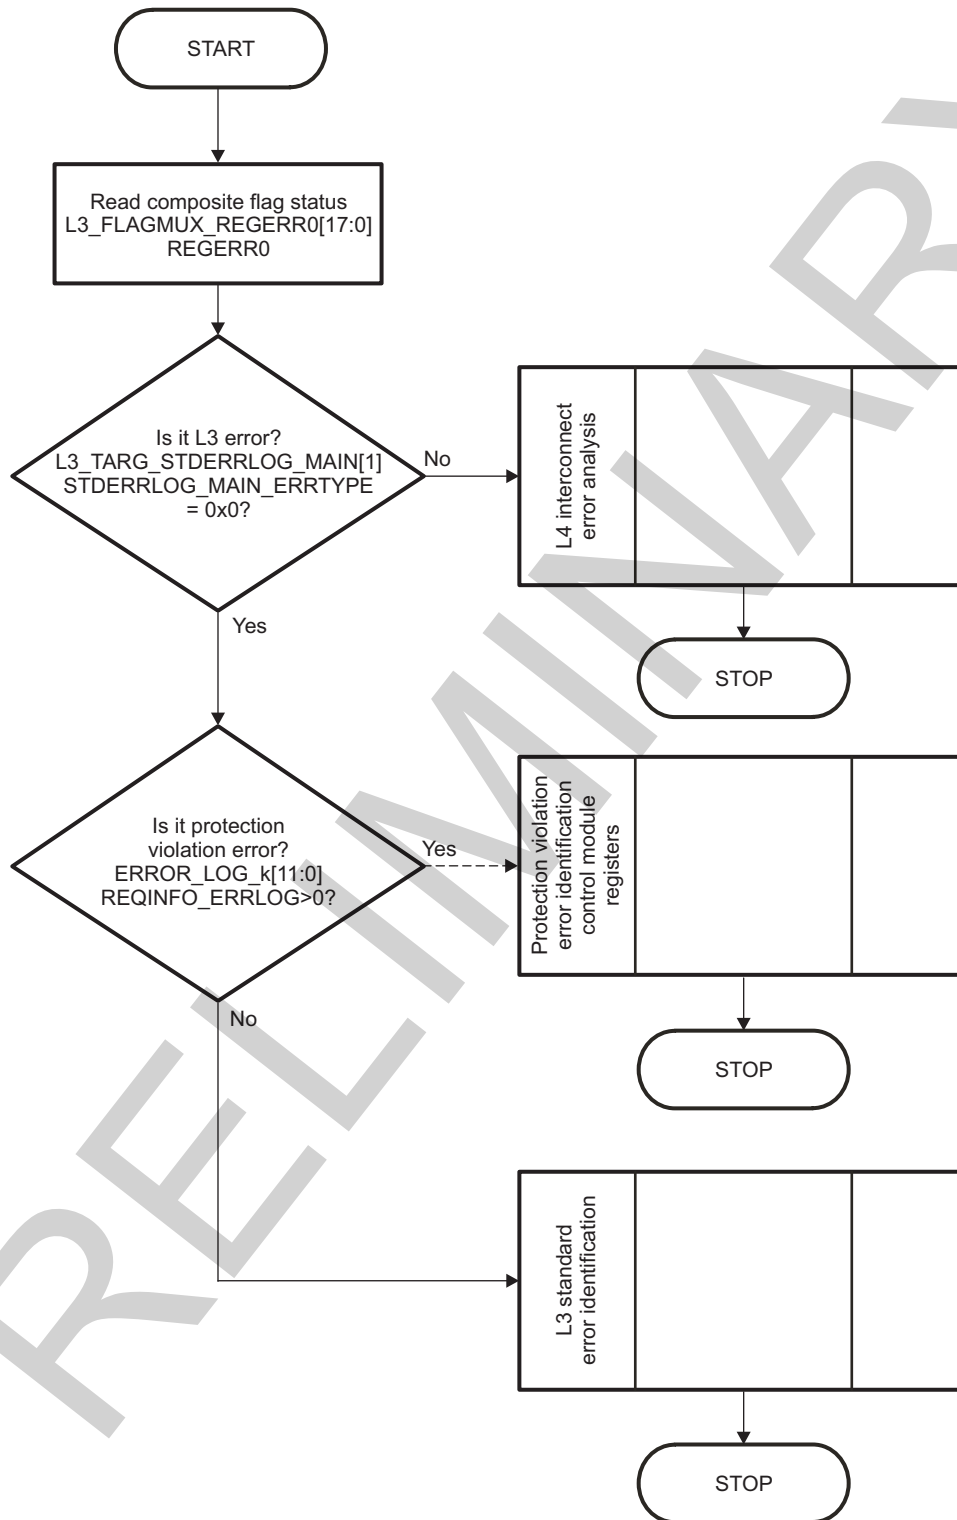 START
Read composite flag status
L3_FLAGMUX_REGERR0[17:0]
REGERR0
Is it L3 error?
L3_TARG_STDERRLOG_MAIN[1]
STDERRLOG_MAIN_ERRTYPE
= 0x0?
No
L4 interconnect
error analysis
STOP
Yes
Is it protection
violation error?
ERROR_LOG_k[11:0]
REQINFO_ERRLOG>0?
Yes
Protection violation
error identification
control module
registers
STOP
No
L3 standard
error identification
STOP
RELIMINARY